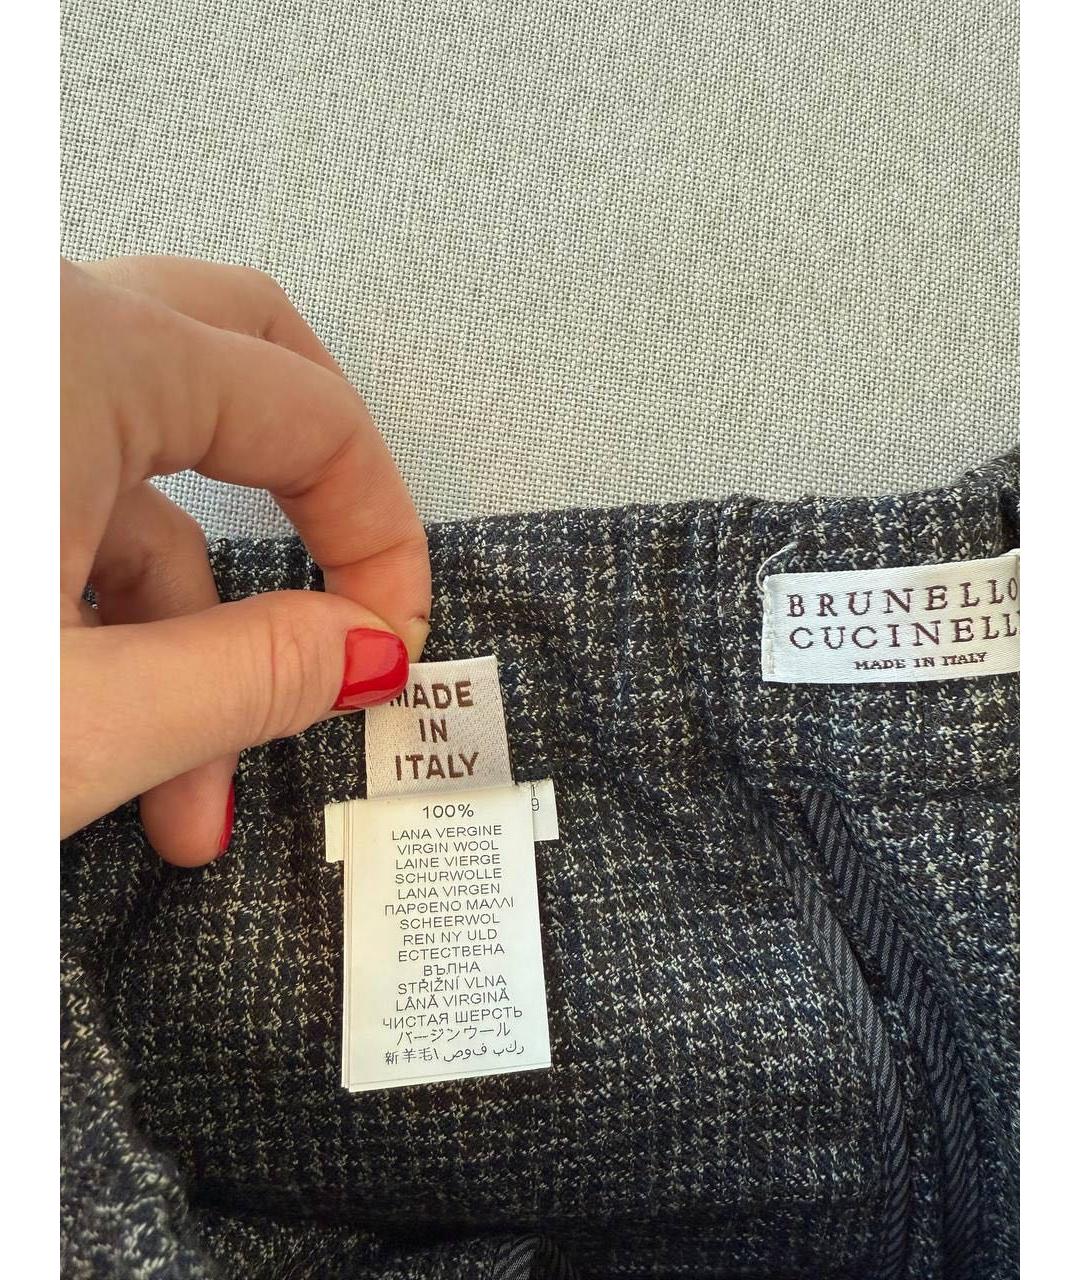 BRUNELLO
CUCINELL
MADE IN ITALY
MADE
IN
ITALY
100%
LANA VERGINE
VIRGIN WOOL
LAINE VIERGE
SCHURWOLLE
LANA VIRGEN
ΠΑΡΘΕΝΟ ΜΑΛΛΙ
SCHEERWOL
REN NY ULD
ЕСТЕСТВЕНА
ВЪЛНА
STŘIŽNÍ VLNA
LÂNĂ VIRGINĂ
ЧИСТАЯ ШЕРСТЬ
バージンウール
新羊毛